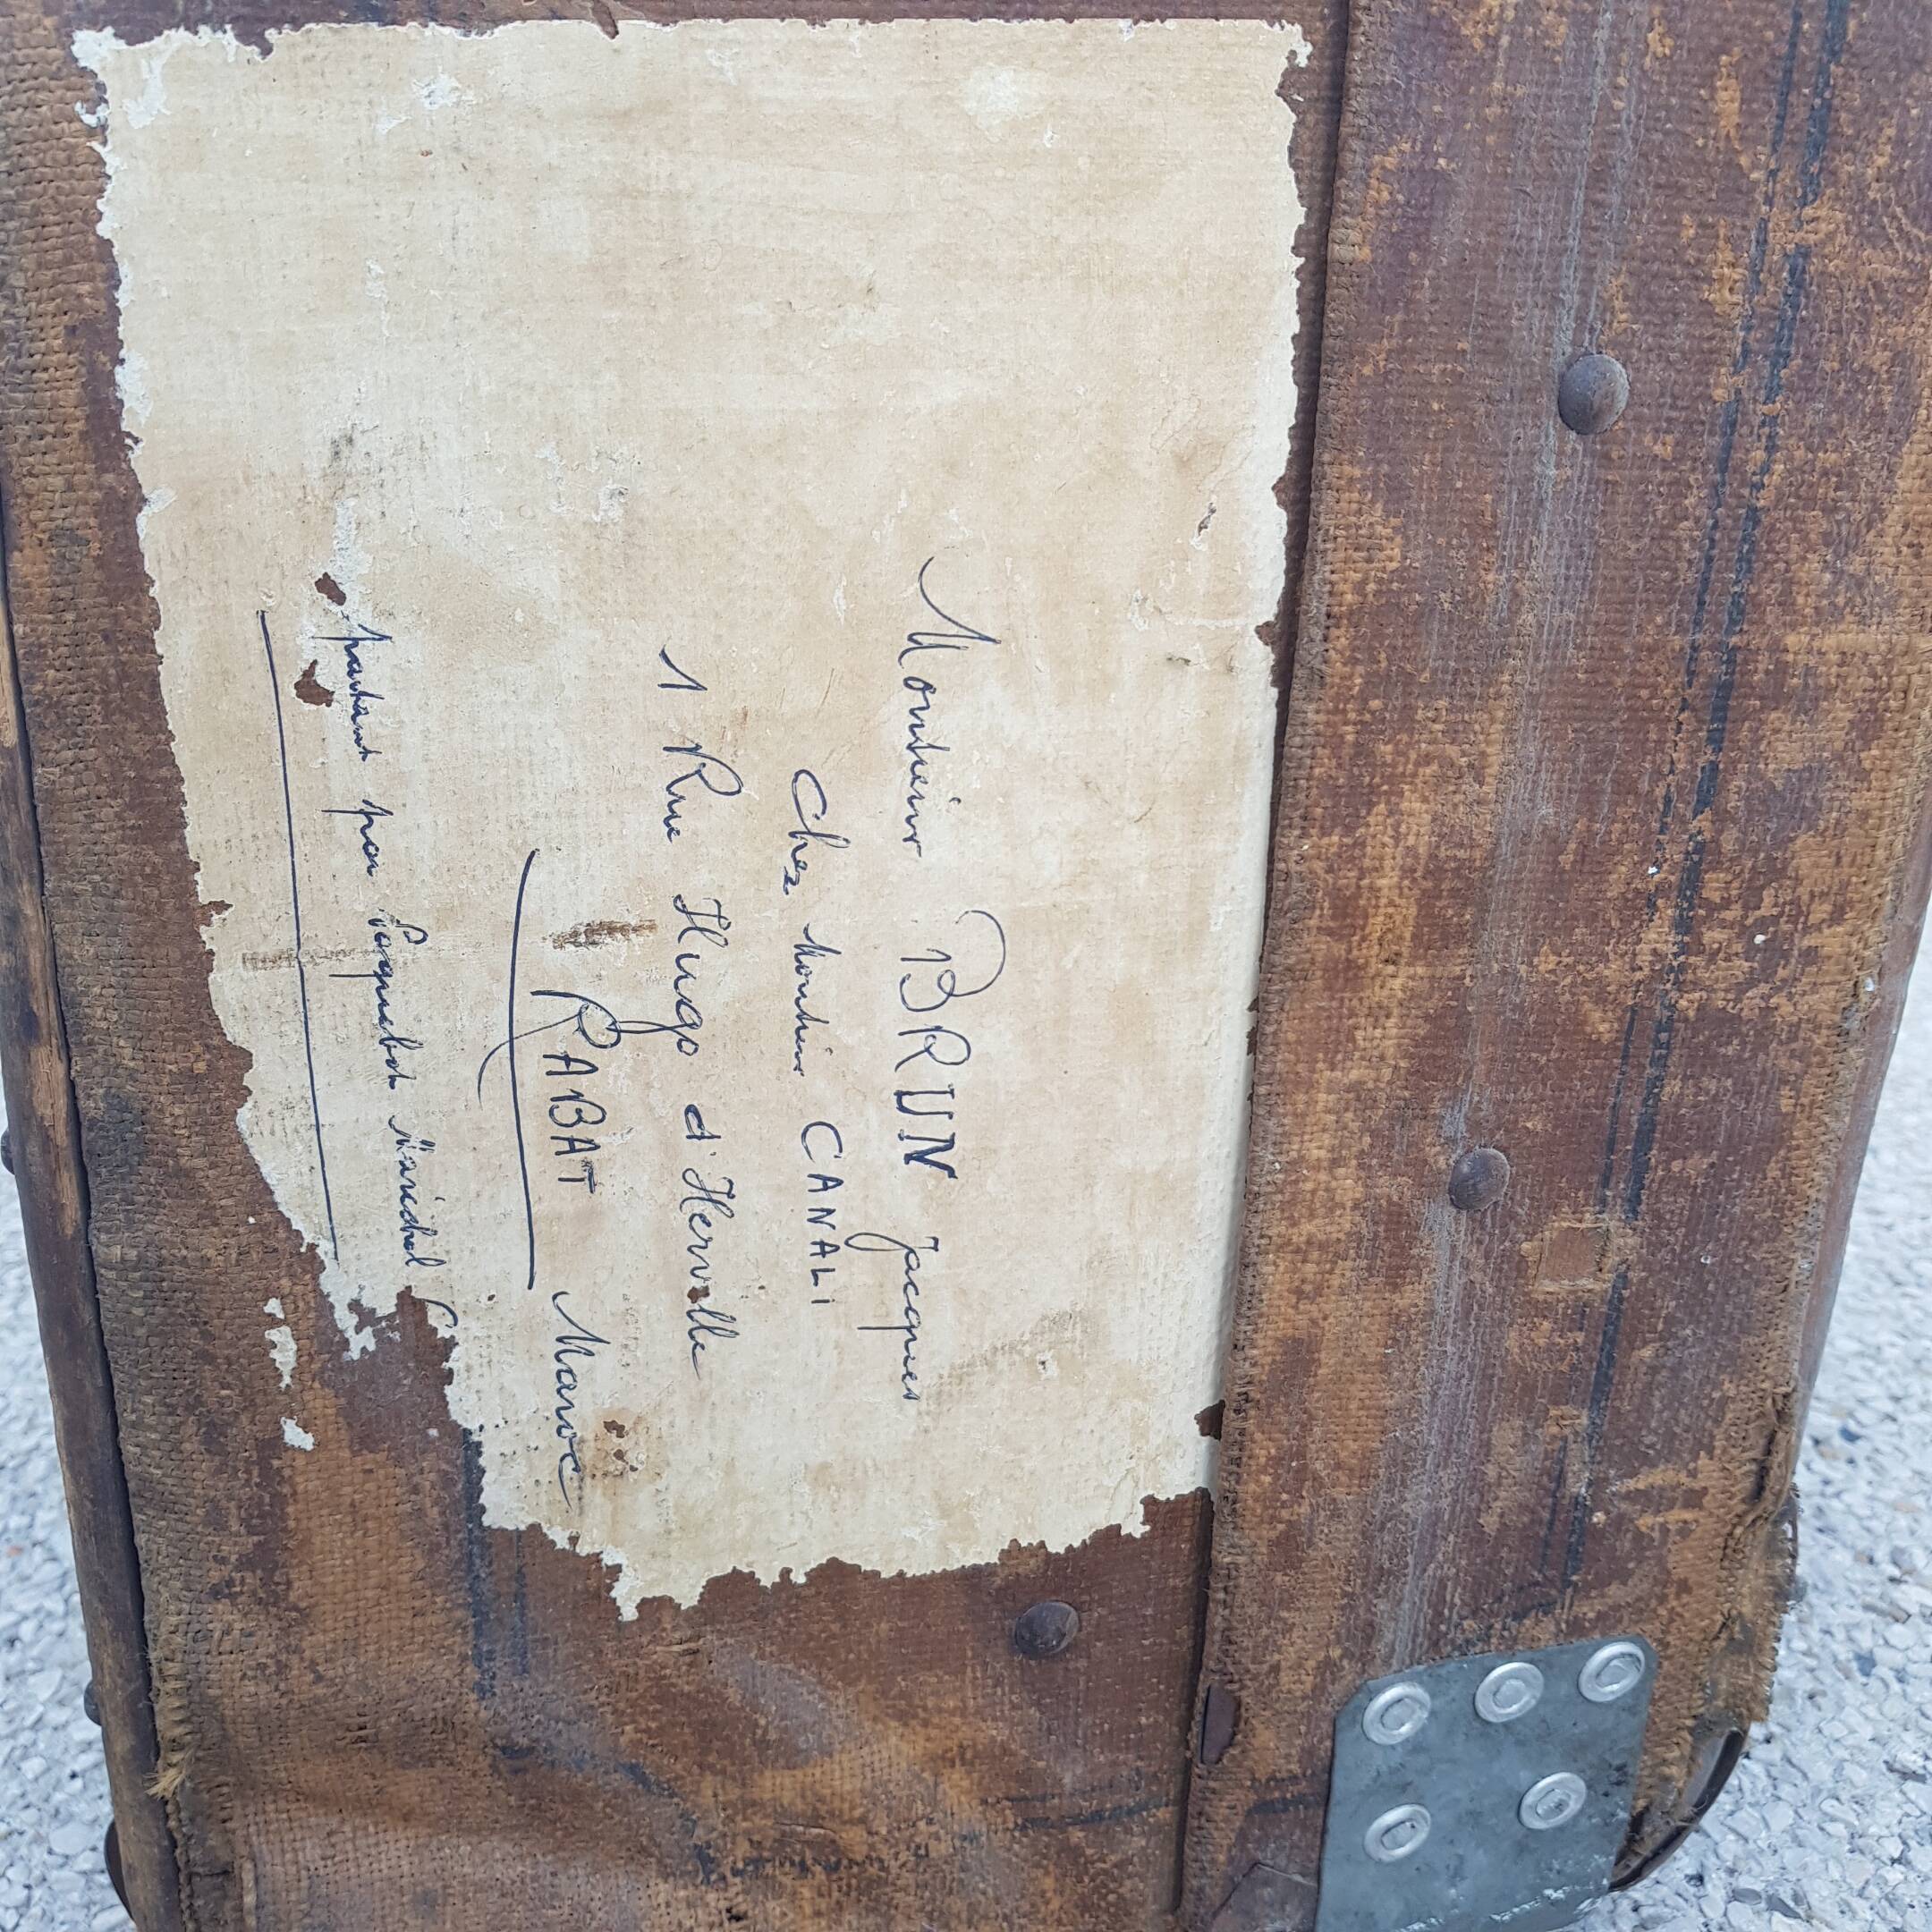 Monsieur BRUN Jacques
Chez Monsieur CANALI
1 Rue Hugo d'Herville
RABAT Maroc
partant par Paquebot Maréchal